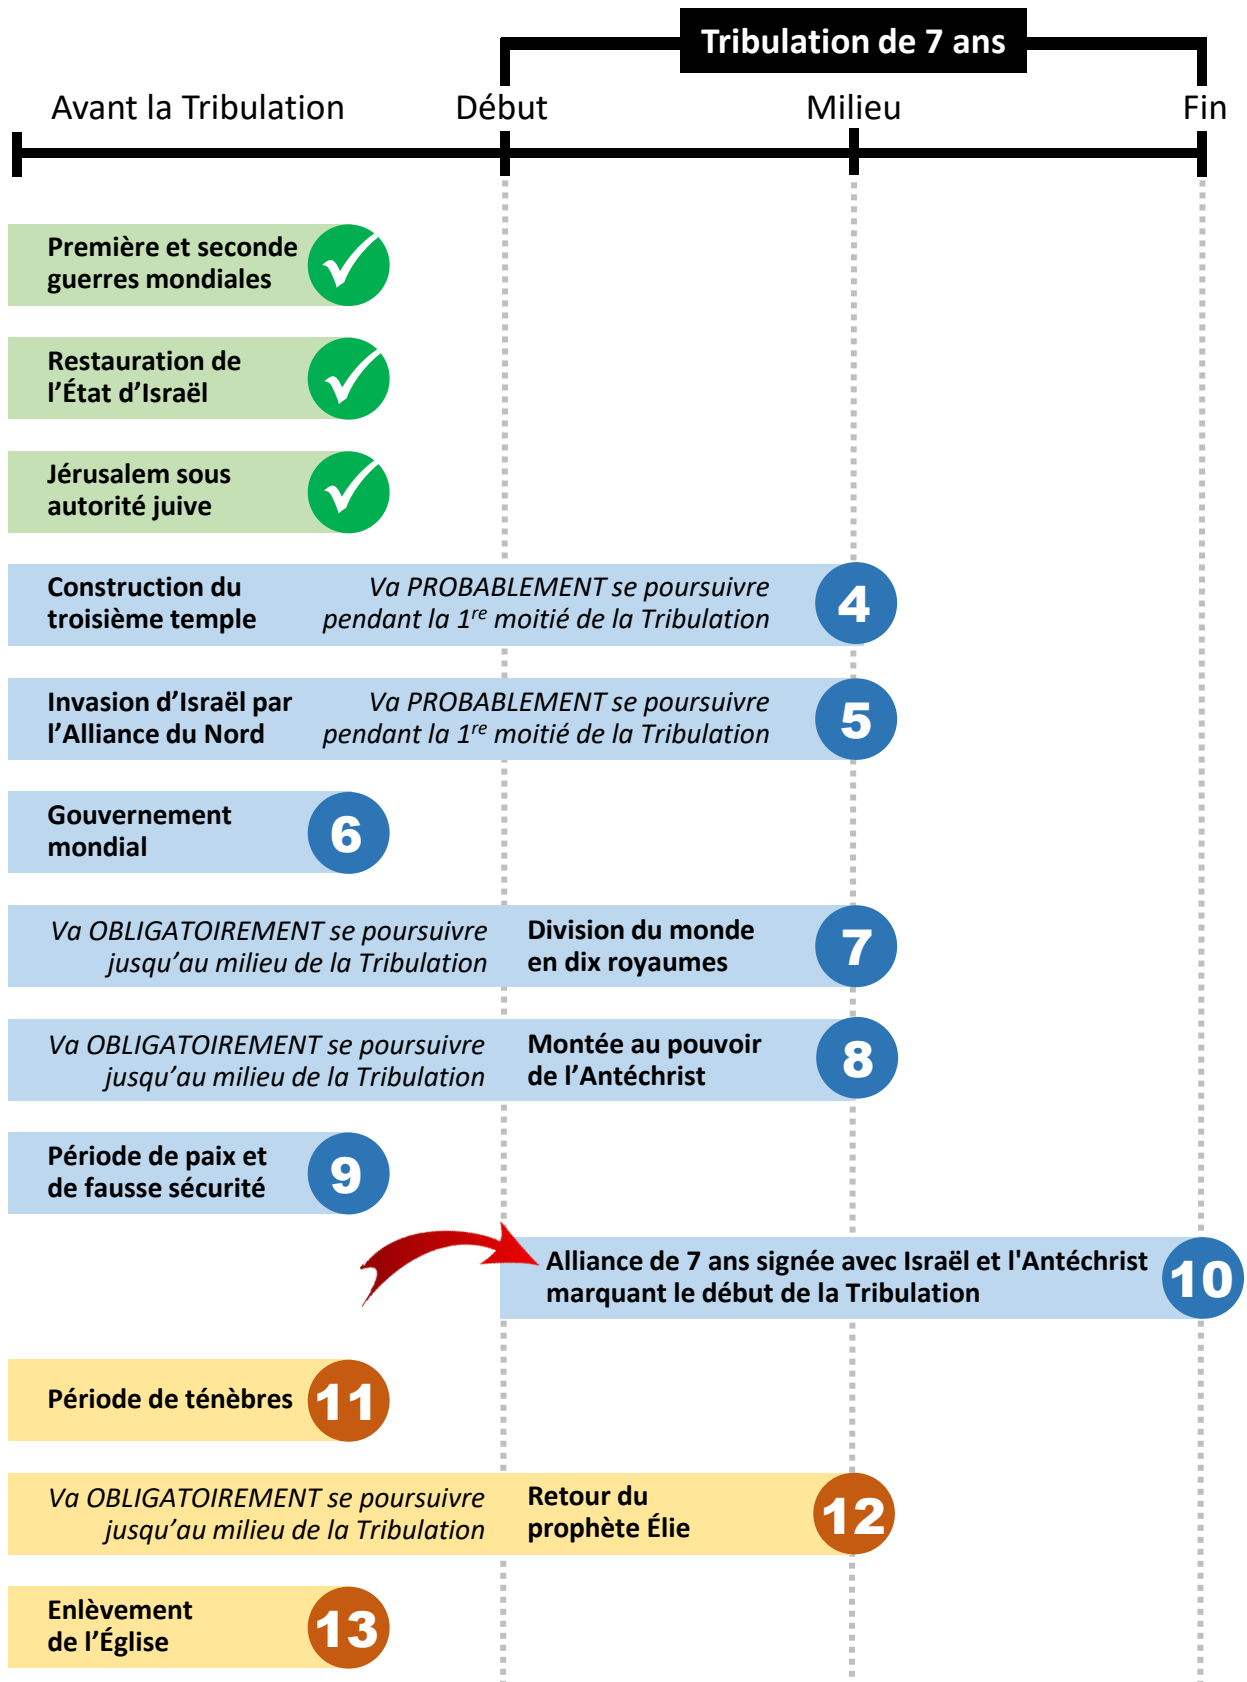 Tribulation de 7 ans
Avant la Tribulation Début Milieu Fin
Première et seconde
guerres mondiales
Restauration de
l’État d’Israël
Jérusalem sous
autorité juive
Construction du
troisième temple
Va PROBABLEMENT se poursuivre
pendant la 1re moitié de la Tribulation
4
Invasion d’Israël par
l’Alliance du Nord
Va PROBABLEMENT se poursuivre
pendant la 1re moitié de la Tribulation
5
Gouvernement
mondial
6
Va OBLIGATOIREMENT se poursuivre
jusqu’au milieu de la Tribulation
Division du monde
en dix royaumes
7
Va OBLIGATOIREMENT se poursuivre
jusqu’au milieu de la Tribulation
Montée au pouvoir
de l’Antéchrist
8
Période de paix et
de fausse sécurité
9
Alliance de 7 ans signée avec Israël et l'Antéchrist
marquant le début de la Tribulation
10
Période de ténèbres
11
Va OBLIGATOIREMENT se poursuivre
jusqu’au milieu de la Tribulation
Retour du
prophète Élie
12
Enlèvement
de l’Église
13